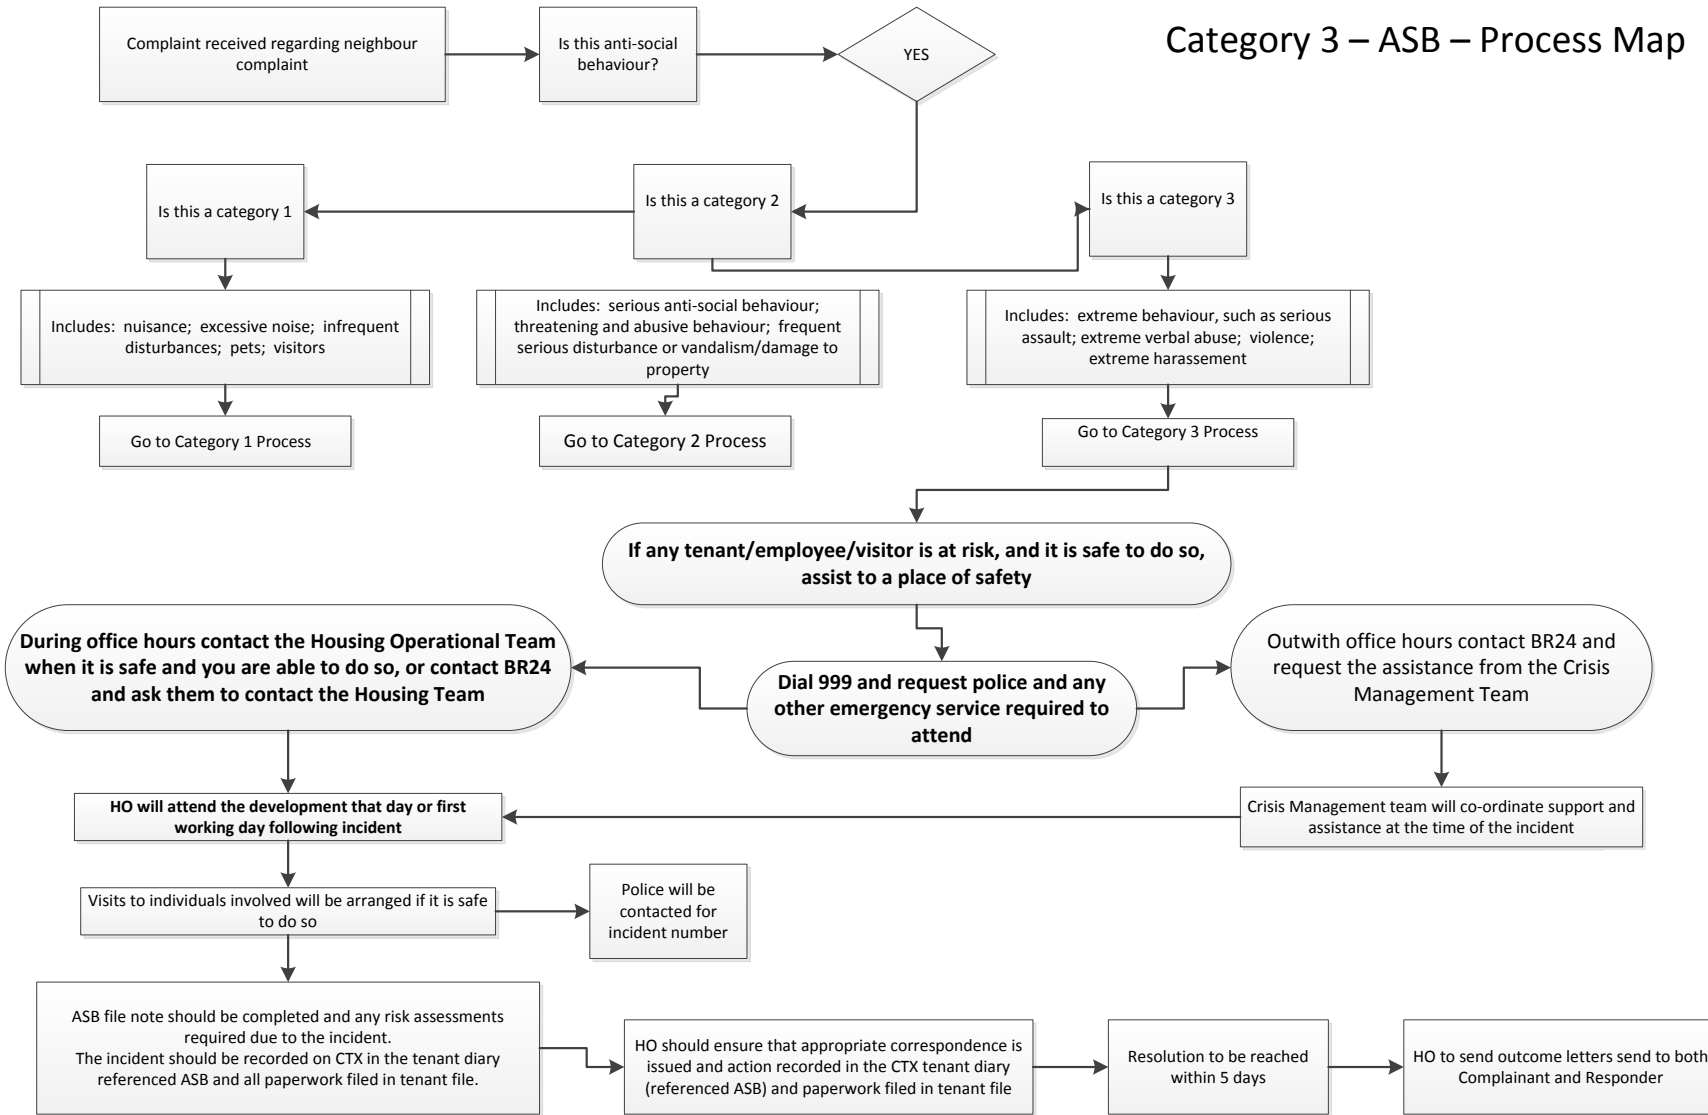 Category 3 – ASB – Process Map
Complaint received regarding neighbour
complaint
Is this anti-social
behaviour?
YES
Is this a category 1
Is this a category 2
Is this a category 3
Includes:  nuisance;  excessive noise;  infrequent
disturbances;  pets;  visitors
Includes:  serious anti-social behaviour;
threatening and abusive behaviour;  frequent
serious disturbance or vandalism/damage to
property
Includes:  extreme behaviour, such as serious
assault; extreme verbal abuse;  violence;
extreme harassement
Go to Category 1 Process
Go to Category 2 Process
Go to Category 3 Process
If any tenant/employee/visitor is at risk, and it is safe to do so,
assist to a place of safety
During office hours contact the Housing Operational Team
when it is safe and you are able to do so, or contact BR24
and ask them to contact the Housing Team
Dial 999 and request police and any
other emergency service required to
attend
Outwith office hours contact BR24 and
request the assistance from the Crisis
Management Team
HO will attend the development that day or first
working day following incident
Crisis Management team will co-ordinate support and
assistance at the time of the incident
Visits to individuals involved will be arranged if it is safe
to do so
Police will be
contacted for
incident number
ASB file note should be completed and any risk assessments
required due to the incident.
The incident should be recorded on CTX in the tenant diary
referenced ASB and all paperwork filed in tenant file.
HO should ensure that appropriate correspondence is
issued and action recorded in the CTX tenant diary
(referenced ASB) and paperwork filed in tenant file
Resolution to be reached
within 5 days
HO to send outcome letters send to both
Complainant and Responder